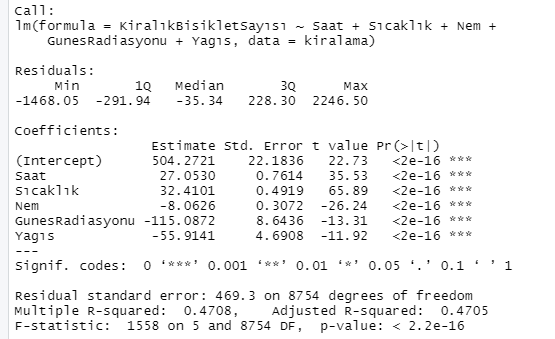 Call:
lm(formula = KiralıkBisikletSayısı ~ Saat + Sıcaklık + Nem +
    GunesRadiasyonu + Yagıs, data = kiralama)

Residuals:
     Min       1Q   Median       3Q      Max
-1468.05  -291.94   -35.34   228.30  2246.50

Coefficients:
                 Estimate Std. Error t value Pr(>|t|)
(Intercept)      504.2721    22.1836   22.73   <2e-16 ***
Saat              27.0530     0.7614   35.53   <2e-16 ***
Sıcaklık          32.4101     0.4919   65.89   <2e-16 ***
Nem               -8.0626     0.3072  -26.24   <2e-16 ***
GunesRadiasyonu -115.0872     8.6436  -13.31   <2e-16 ***
Yagıs            -55.9141     4.6908  -11.92   <2e-16 ***
---
Signif. codes:  0 ‘***’ 0.001 ‘**’ 0.01 ‘*’ 0.05 ‘.’ 0.1 ‘ ’ 1

Residual standard error: 469.3 on 8754 degrees of freedom
Multiple R-squared:  0.4708,    Adjusted R-squared:  0.4705
F-statistic:  1558 on 5 and 8754 DF,  p-value: < 2.2e-16